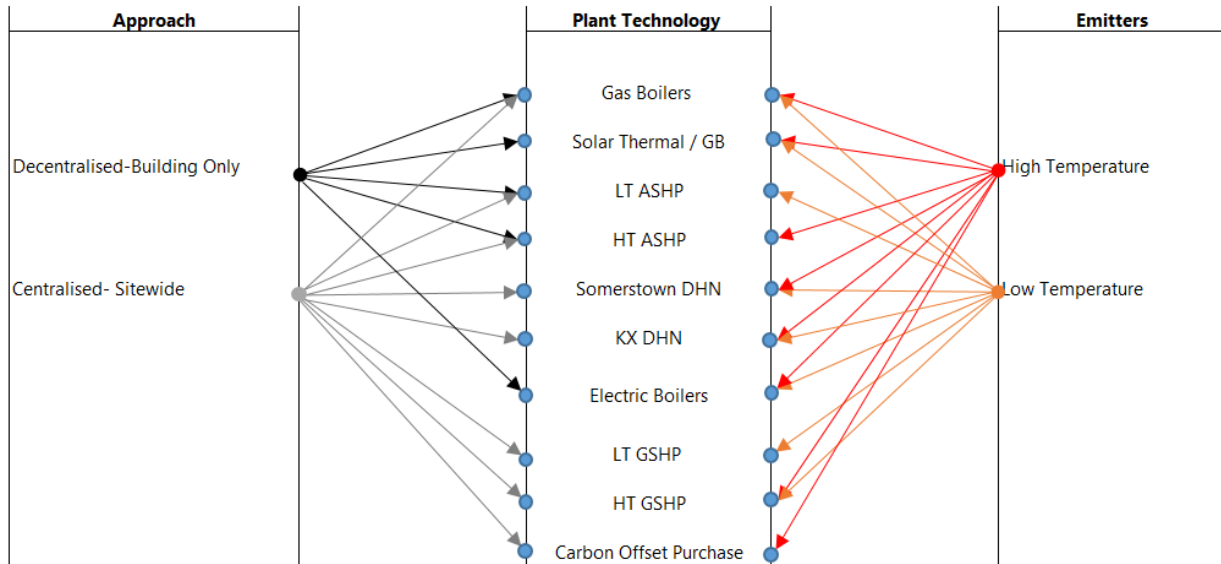 Approach
Plant Technology
Emitters
Gas Boilers
Solar Thermal / GB
Decentralised-Building Only
High Temperature
LT ASHP
HT ASHP
Centralised- Sitewide
Somerstown DHN
Low Temperature
KX DHN
Electric Boilers
LT GSHP
HT GSHP
Carbon Offset Purchase